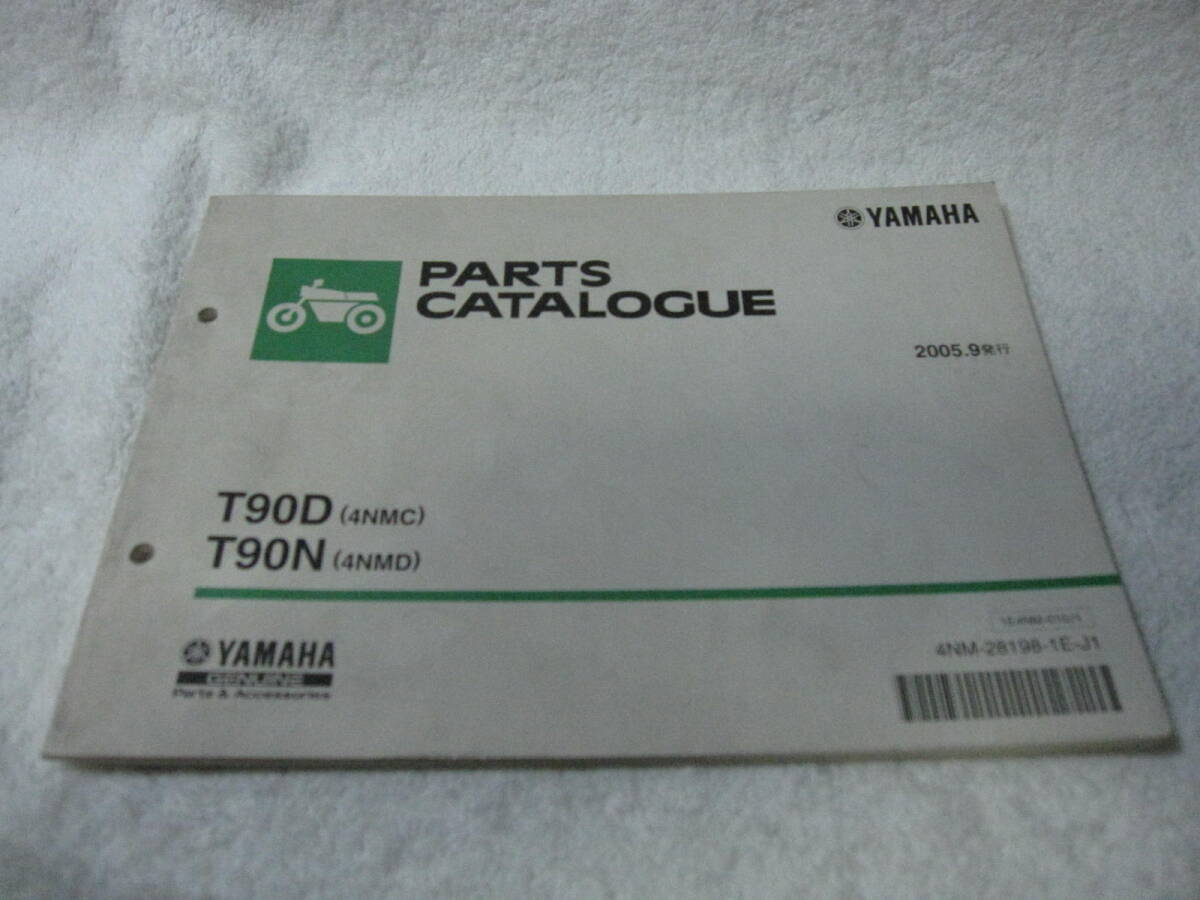 YAMAHA
PARTS
CATALOGUE
2005.9発行
T90D (4NMC)
T90N (4NMD)
4NM-28198-1E-J1
YAMAHA
GENUINE
Parts & Accessories